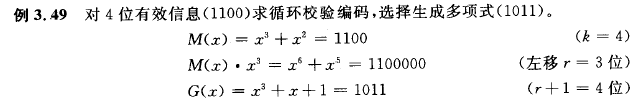 例 3.49 对 4 位有效信息(1100)求循环校验编码,选择生成多项式(1011)。
M(x) = x³ + x² = 1100 (k = 4)
M(x) • x³ = x⁶ + x⁵ = 1100000 (左移 r = 3 位)
G(x) = x³ + x + 1 = 1011 (r + 1 = 4 位)